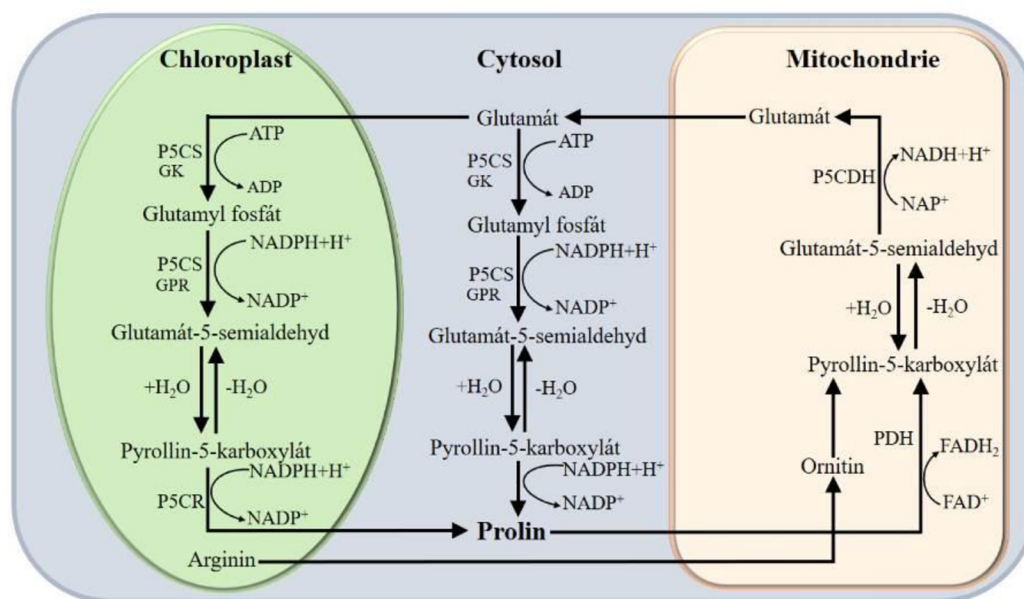 Chloroplast
Cytosol
Mitochondrie
Glutamát
Glutamát
P5CS
GK
ATP
ADP
Glutamyl fosfát
P5CS
GPR
NADPH+H⁺
NADP⁺
Glutamát-5-semialdehyd
+H₂O
-H₂O
Pyrollin-5-karboxylát
P5CR
NADPH+H⁺
NADP⁺
Arginin
P5CS
GK
ATP
ADP
Glutamyl fosfát
P5CS
GPR
NADPH+H⁺
NADP⁺
Glutamát-5-semialdehyd
+H₂O
-H₂O
Pyrollin-5-karboxylát
NADPH+H⁺
NADP⁺
Prolin
P5CDH
NADH+H⁺
NAP⁺
Glutamát-5-semialdehyd
+H₂O
-H₂O
Pyrollin-5-karboxylát
PDH
FADH₂
Ornitin
FAD⁺